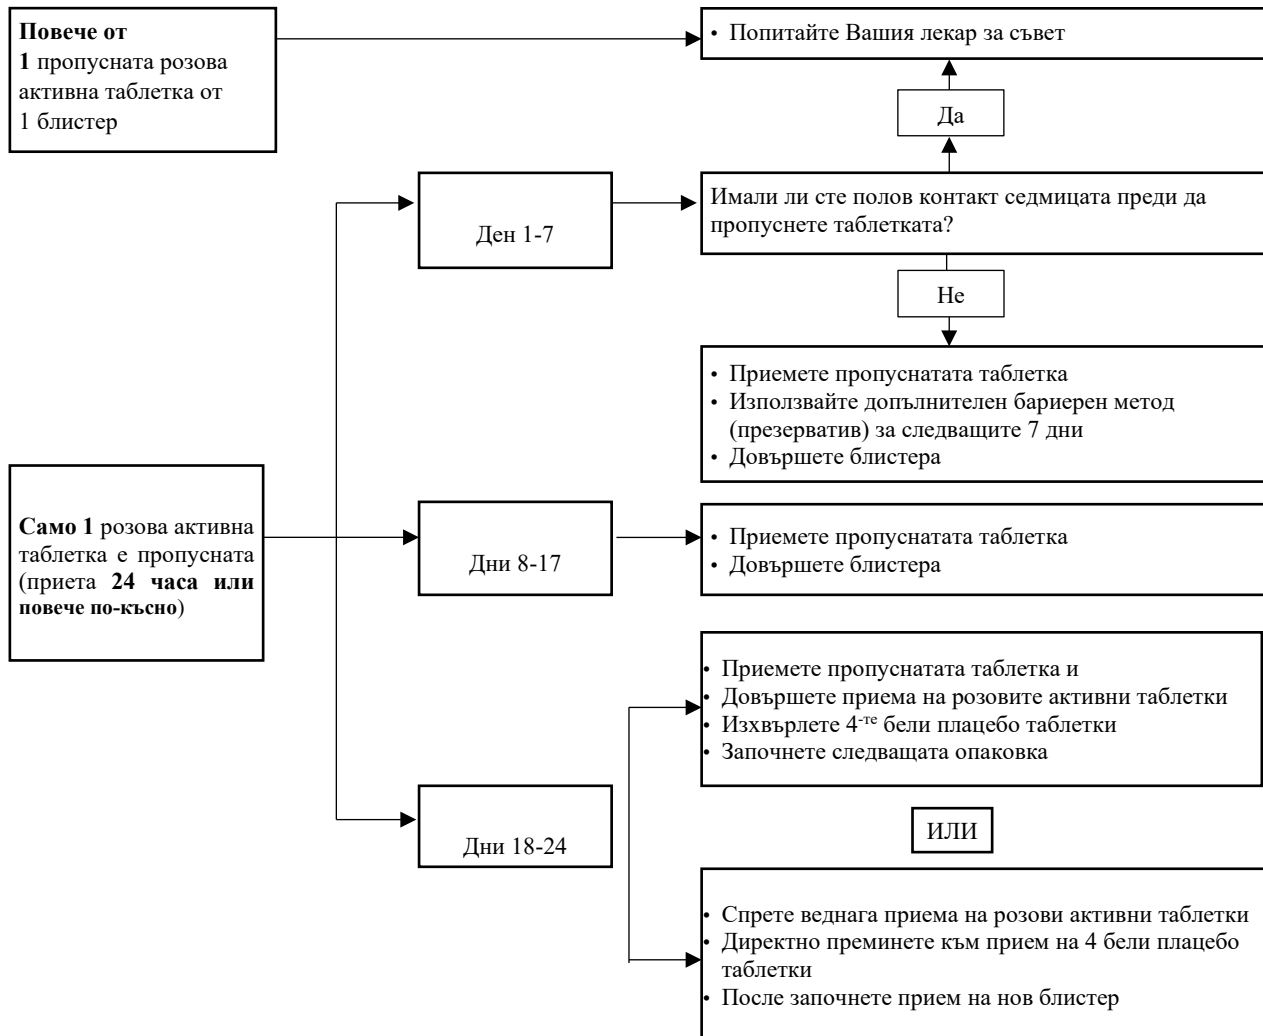 Повече от
1 пропусната розова
активна таблетка от
1 блистер
• Попитайте Вашия лекар за съвет
Да
Ден 1-7
Имали ли сте полов контакт седмицата преди да
пропуснете таблетката?
Не
• Приемете пропуснатата таблетка
• Използвайте допълнителен бариерен метод
(презерватив) за следващите 7 дни
• Довършете блистера
Само 1 розова активна
таблетка е пропусната
(приета 24 часа или
повече по-късно)
Дни 8-17
• Приемете пропуснатата таблетка
• Довършете блистера
Дни 18-24
• Приемете пропуснатата таблетка и
• Довършете приема на розовите активни таблетки
• Изхвърлете 4-те бели плацебо таблетки
• Започнете следващата опаковка
ИЛИ
• Спрете веднага приема на розови активни таблетки
• Директно преминете към прием на 4 бели плацебо
таблетки
• После започнете прием на нов блистер